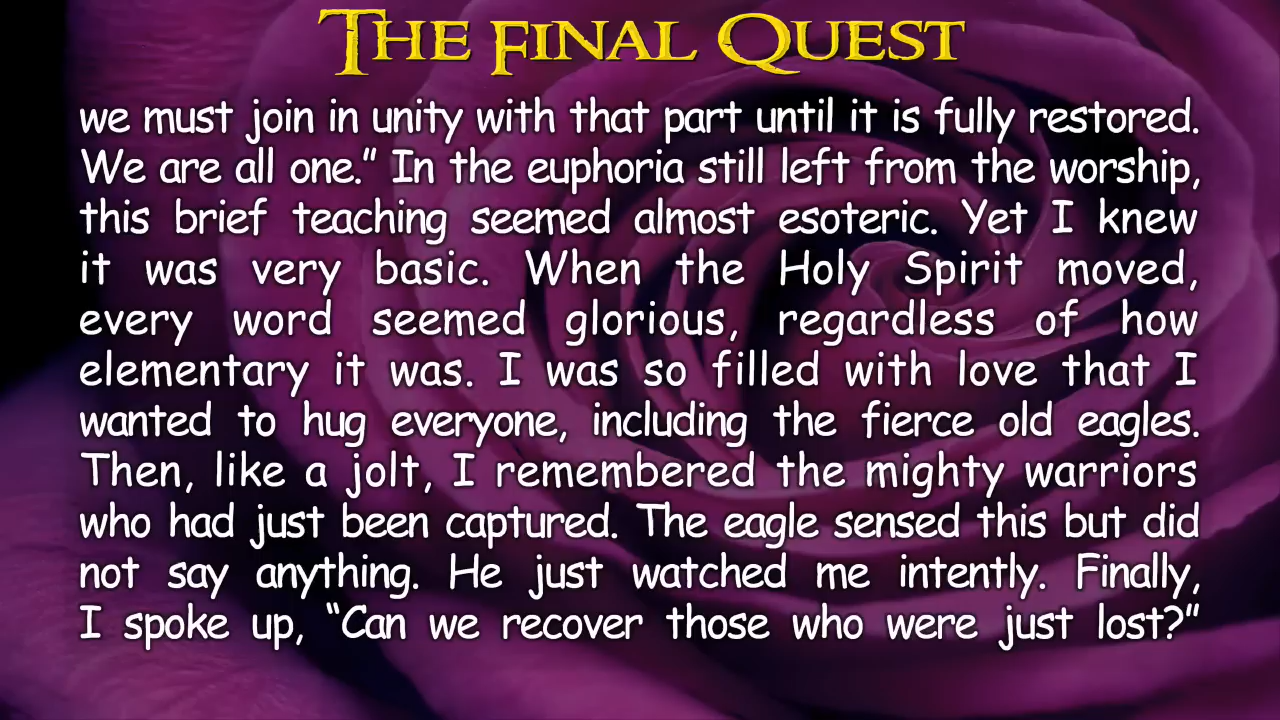 The Final Quest
we must join in unity with that part until it is fully restored.
We are all one.” In the euphoria still left from the worship,
this brief teaching seemed almost esoteric. Yet I knew
it was very basic. When the Holy Spirit moved,
every word seemed glorious, regardless of how
elementary it was. I was so filled with love that I
wanted to hug everyone, including the fierce old eagles.
Then, like a jolt, I remembered the mighty warriors
who had just been captured. The eagle sensed this but did
not say anything. He just watched me intently. Finally,
I spoke up, “Can we recover those who were just lost?”